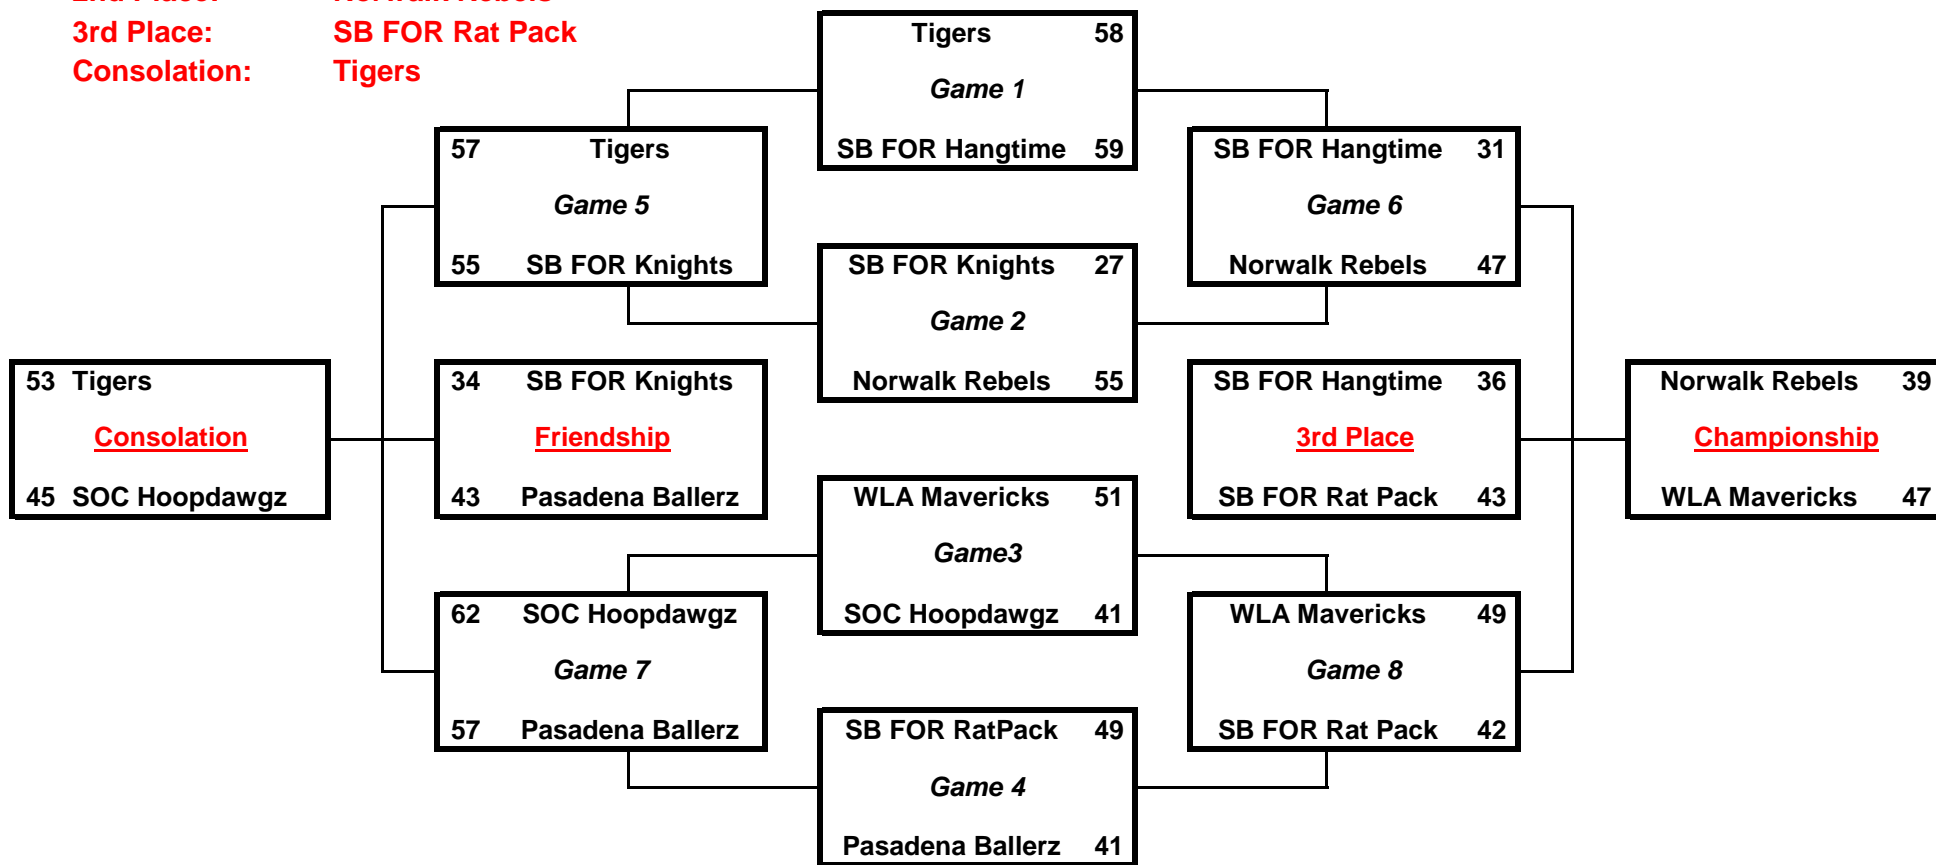 3rd Place: SB FOR Rat Pack
Consolation: Tigers
Tigers 58
Game 1
SB FOR Hangtime 59
57 Tigers
Game 5
55 SB FOR Knights
SB FOR Hangtime 31
Game 6
Norwalk Rebels 47
SB FOR Knights 27
Game 2
Norwalk Rebels 55
53 Tigers
Consolation
45 SOC Hoopdawgz
34 SB FOR Knights
Friendship
43 Pasadena Ballerz
SB FOR Hangtime 36
3rd Place
SB FOR Rat Pack 43
Norwalk Rebels 39
Championship
WLA Mavericks 47
WLA Mavericks 51
Game3
SOC Hoopdawgz 41
62 SOC Hoopdawgz
Game 7
57 Pasadena Ballerz
WLA Mavericks 49
Game 8
SB FOR Rat Pack 42
SB FOR RatPack 49
Game 4
Pasadena Ballerz 41